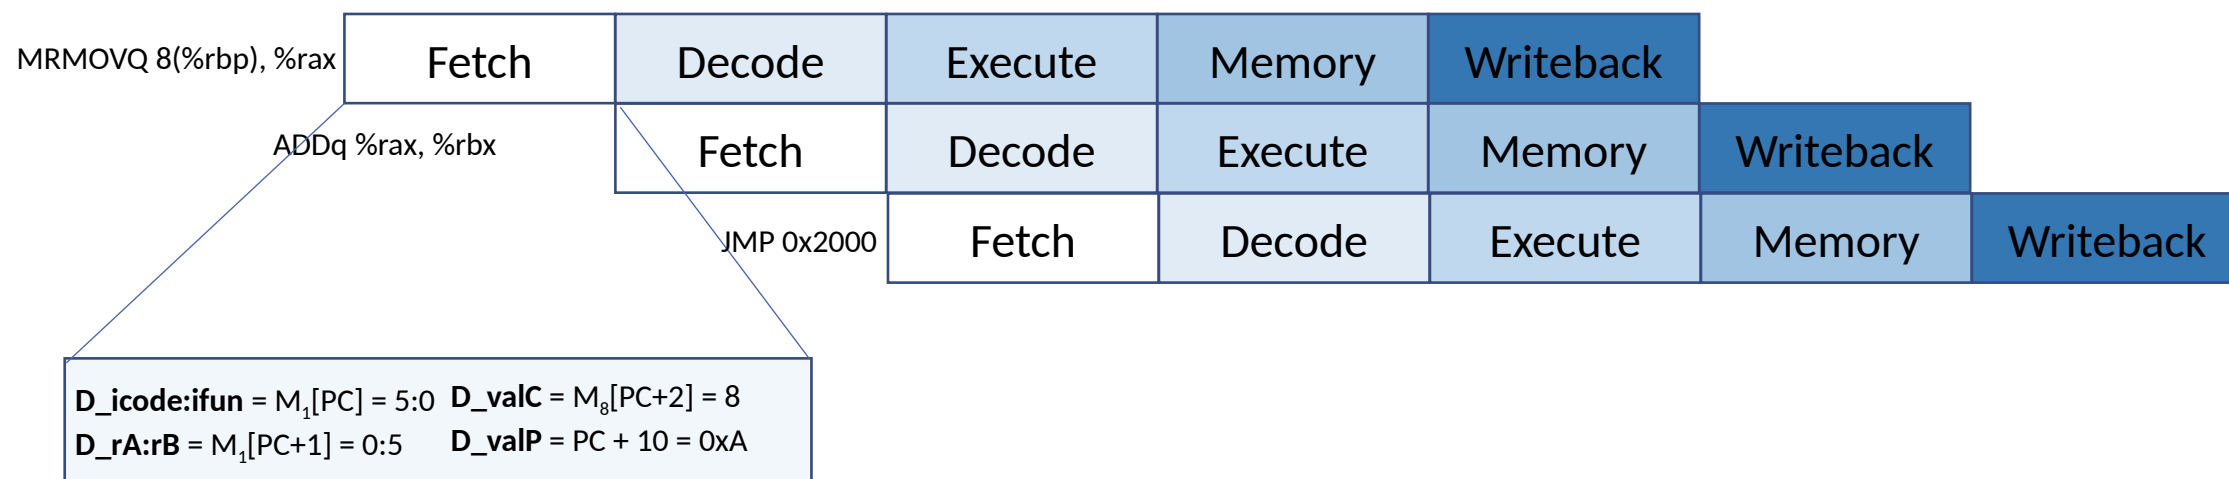 MRMOVQ 8(%rbp), %rax Fetch Decode Execute Memory Writeback
ADDq %rax, %rbx Fetch Decode Execute Memory Writeback
JMP 0x2000 Fetch Decode Execute Memory Writeback
D_icode:ifun = M₁[PC] = 5:0 D_valC = M₈[PC+2] = 8
D_rA:rB = M₁[PC+1] = 0:5 D_valP = PC + 10 = 0xA